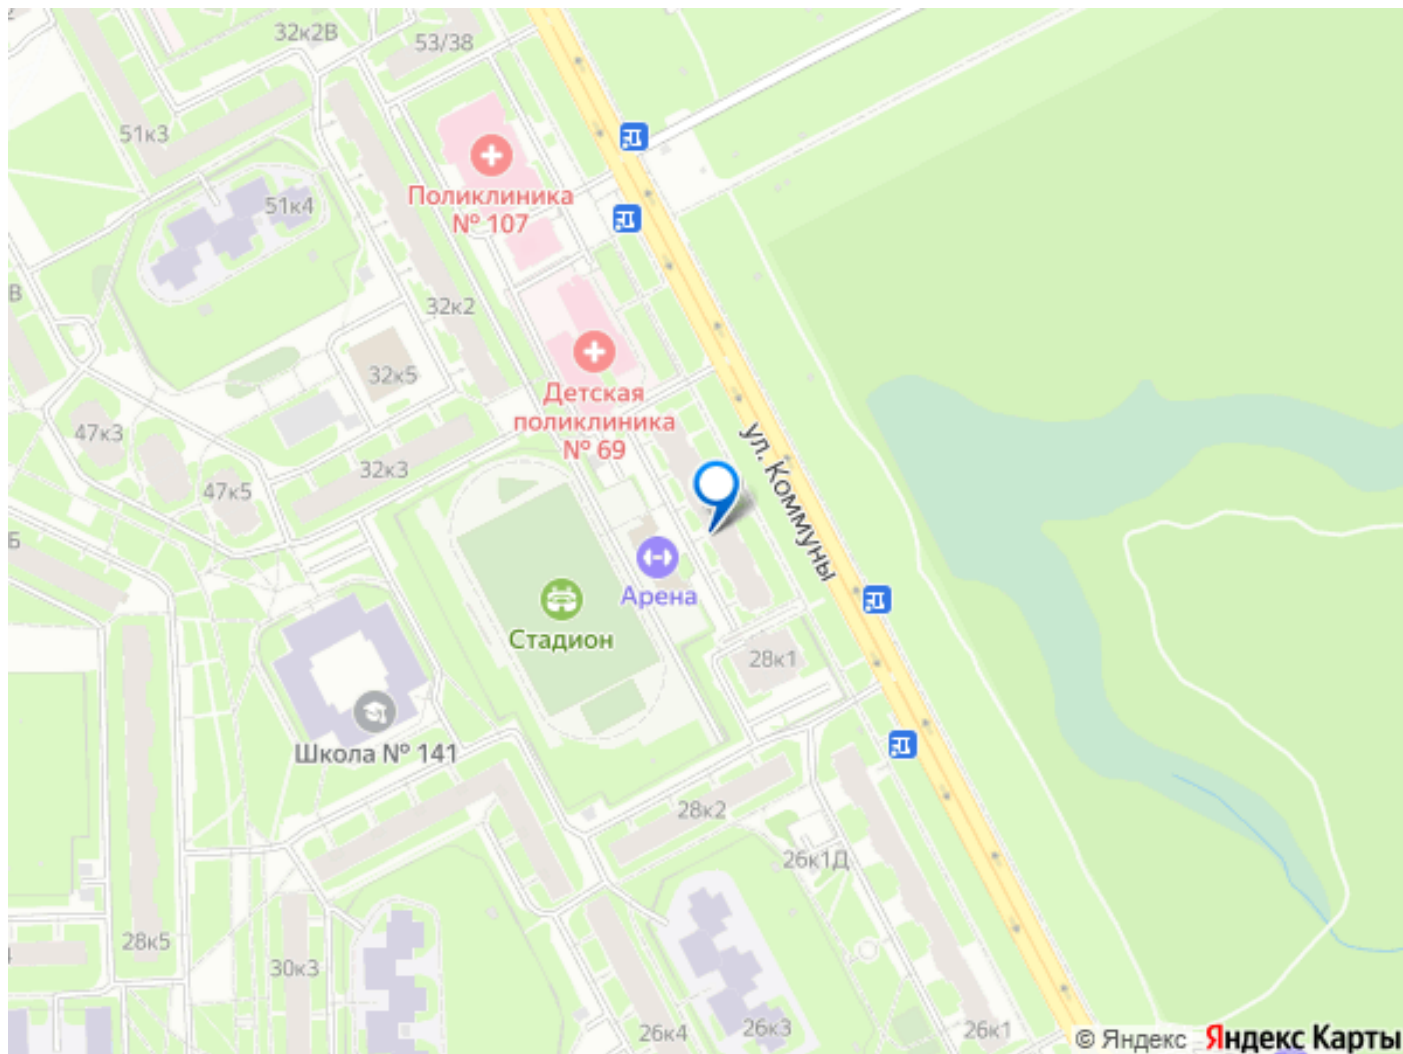 32к2В
53/38
51к3
Поликлиника
№ 107
51к4
В
32к2
32к5
Детская
поликлиника
№ 69
47к3
32к3
47к5
ул. Коммуны
Б
Арена
Стадион
28к1
Школа № 141
28к2
26к1Д
28к5
30к3
4
26к4
26к3
26к1
© Яндекс
Яндекс Карты